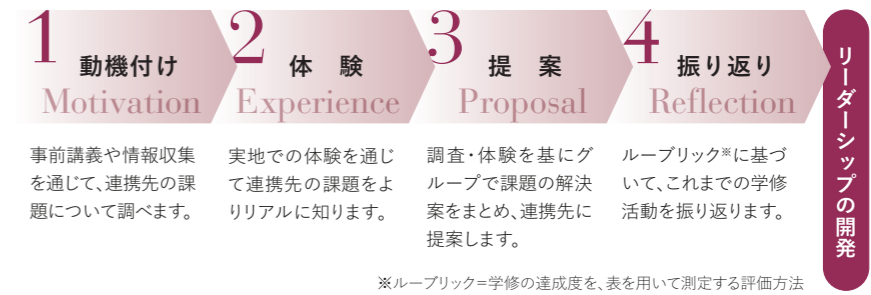 1
動機付け
Motivation
事前講義や情報収集
を通じて、連携先の課
題について調べます。
2
体　験
Experience
実地での体験を通じ
て連携先の課題をよ
りリアルに知ります。
3
提　案
Proposal
調査・体験を基にグ
ループで課題の解決
案をまとめ、連携先に
提案します。
4
振り返り
Reflection
ルーブリック※に基づ
いて、これまでの学修
活動を振り返ります。
リーダーシップの開発
※ルーブリック=学修の達成度を、表を用いて測定する評価方法